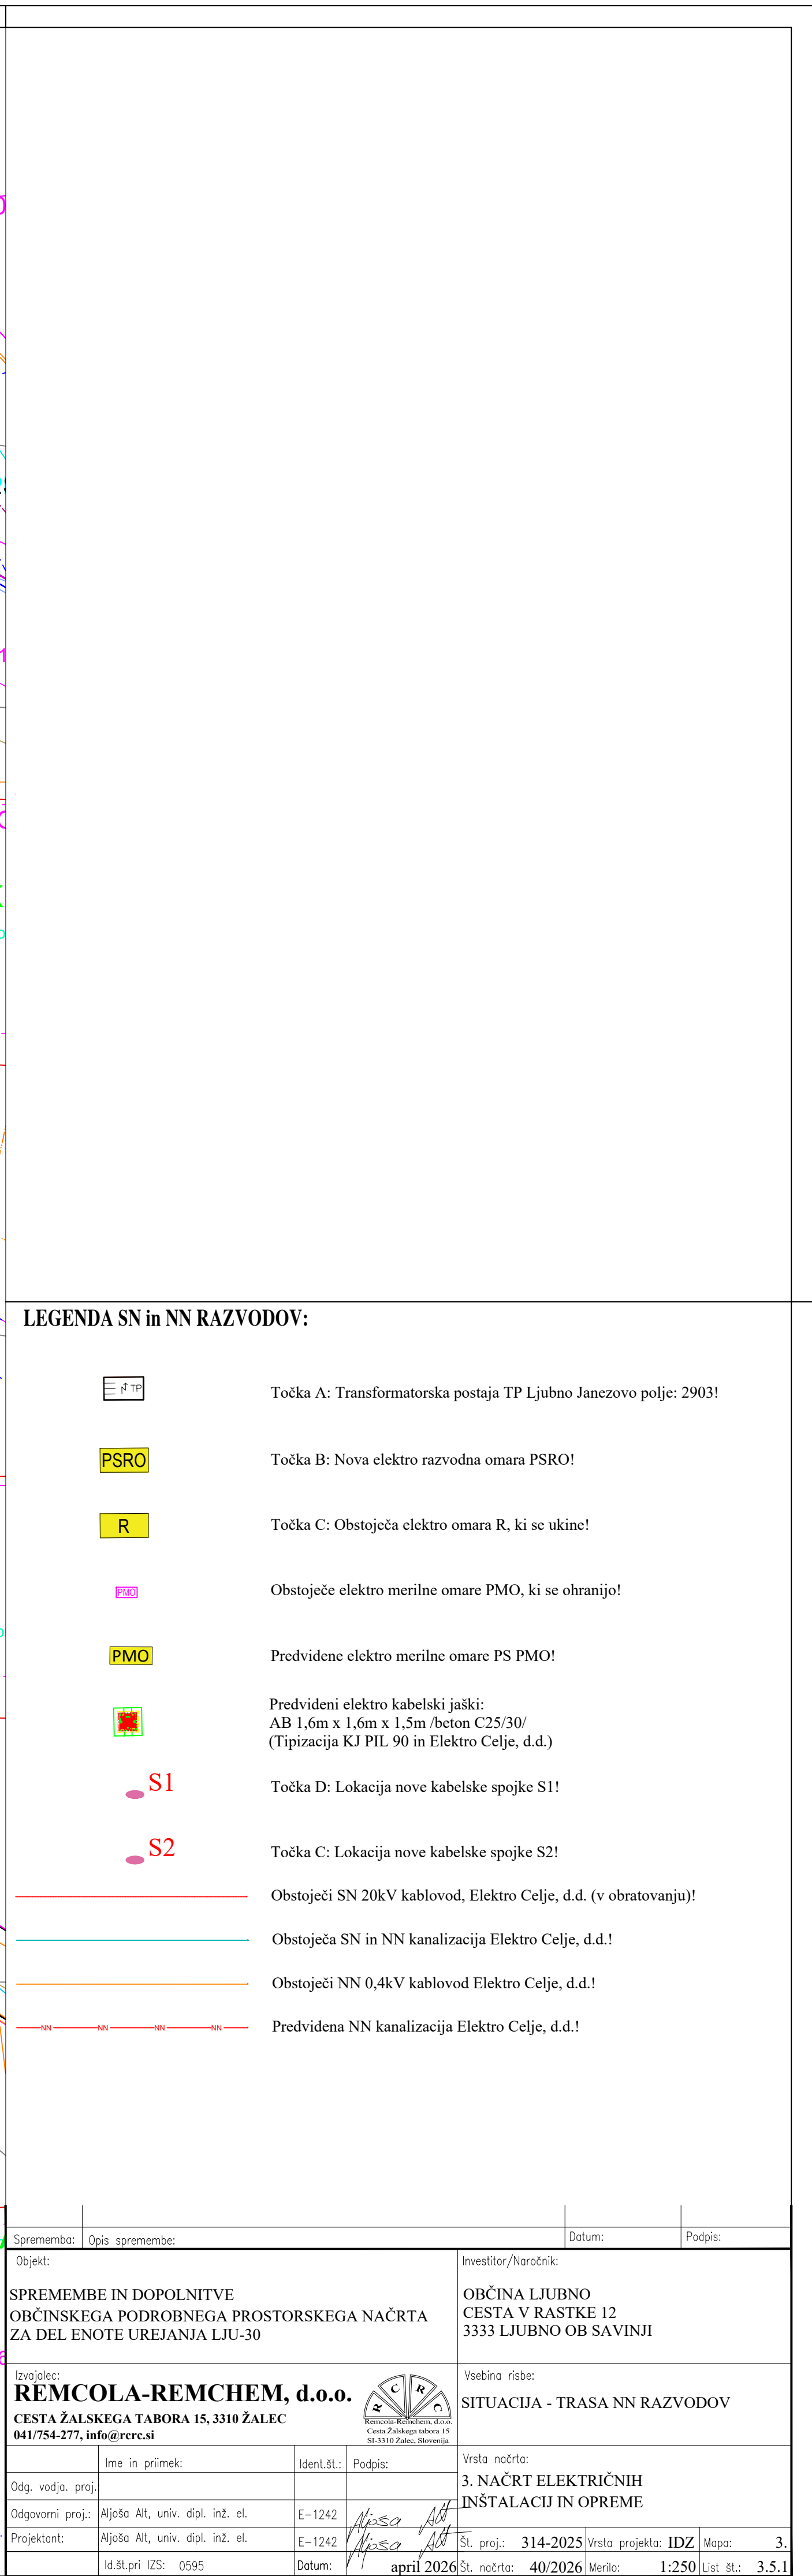 LEGENDA SN in NN RAZVODOV:
TP
Točka A: Transformatorska postaja TP Ljubno Janezovo polje: 2903!
PSRO
Točka B: Nova elektro razvodna omara PSRO!
R
Točka C: Obstoječa elektro omara R, ki se ukine!
PMO
Obstoječe elektro merilne omare PMO, ki se ohranijo!
PMO
Predvidene elektro merilne omare PS PMO!
Predvideni elektro kabelski jaški:
AB 1,6m x 1,6m x 1,5m /beton C25/30/
(Tipizacija KJ PIL 90 in Elektro Celje, d.d.)
S1
Točka D: Lokacija nove kabelske spojke S1!
S2
Točka C: Lokacija nove kabelske spojke S2!
Obstoječi SN 20kV kablovod, Elektro Celje, d.d. (v obratovanju)!
Obstoječa SN in NN kanalizacija Elektro Celje, d.d.!
Obstoječi NN 0,4kV kablovod Elektro Celje, d.d.!
NN NN NN NN
Predvidena NN kanalizacija Elektro Celje, d.d.!
Sprememba: Opis spremembe: Datum: Podpis:
Objekt:
SPREMEMBE IN DOPOLNITVE
OBČINSKEGA PODROBNEGA PROSTORSKEGA NAČRTA
ZA DEL ENOTE UREJANJA LJU-30
Investitor/Naročnik:
OBČINA LJUBNO
CESTA V RASTKE 12
3333 LJUBNO OB SAVINJI
Izvajalec:
REMCOLA-REMCHEM, d.o.o.
CESTA ŽALSKEGA TABORA 15, 3310 ŽALEC
041/754-277, info@rcrc.si
R C R C
Remcola-Remchem, d.o.o.
Cesta Žalskega tabora 15
SI-3310 Žalec, Slovenija
Vsebina risbe:
SITUACIJA - TRASA NN RAZVODOV
Ime in priimek: Ident.št.: Podpis:
Odg. vodja. proj.:
Odgovorni proj.: Aljoša Alt, univ. dipl. inž. el. E-1242 Aljoša Alt
Projektant: Aljoša Alt, univ. dipl. inž. el. E-1242 Aljoša Alt
Id.št.pri IZS: 0595 Datum: april 2026
Vrsta načrta:
3. NAČRT ELEKTRIČNIH
INŠTALACIJ IN OPREME
Št. proj.: 314-2025 Vrsta projekta: IDZ Mapa: 3.
Št. načrta: 40/2026 Merilo: 1:250 List št.: 3.5.1